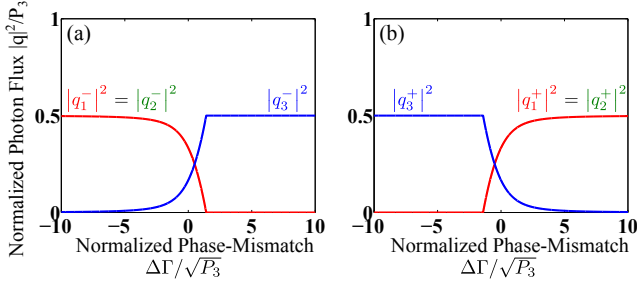 Normalized Photon Flux |q|²/P₃
(a)
1
0.5
0
|q₁⁻|² = |q₂⁻|²
|q₃⁻|²
−10 −5 0 5 10
Normalized Phase-Mismatch
ΔΓ/√P₃
(b)
1
0.5
0
|q₃⁺|²
|q₁⁺|² = |q₂⁺|²
−10 −5 0 5 10
Normalized Phase-Mismatch
ΔΓ/√P₃